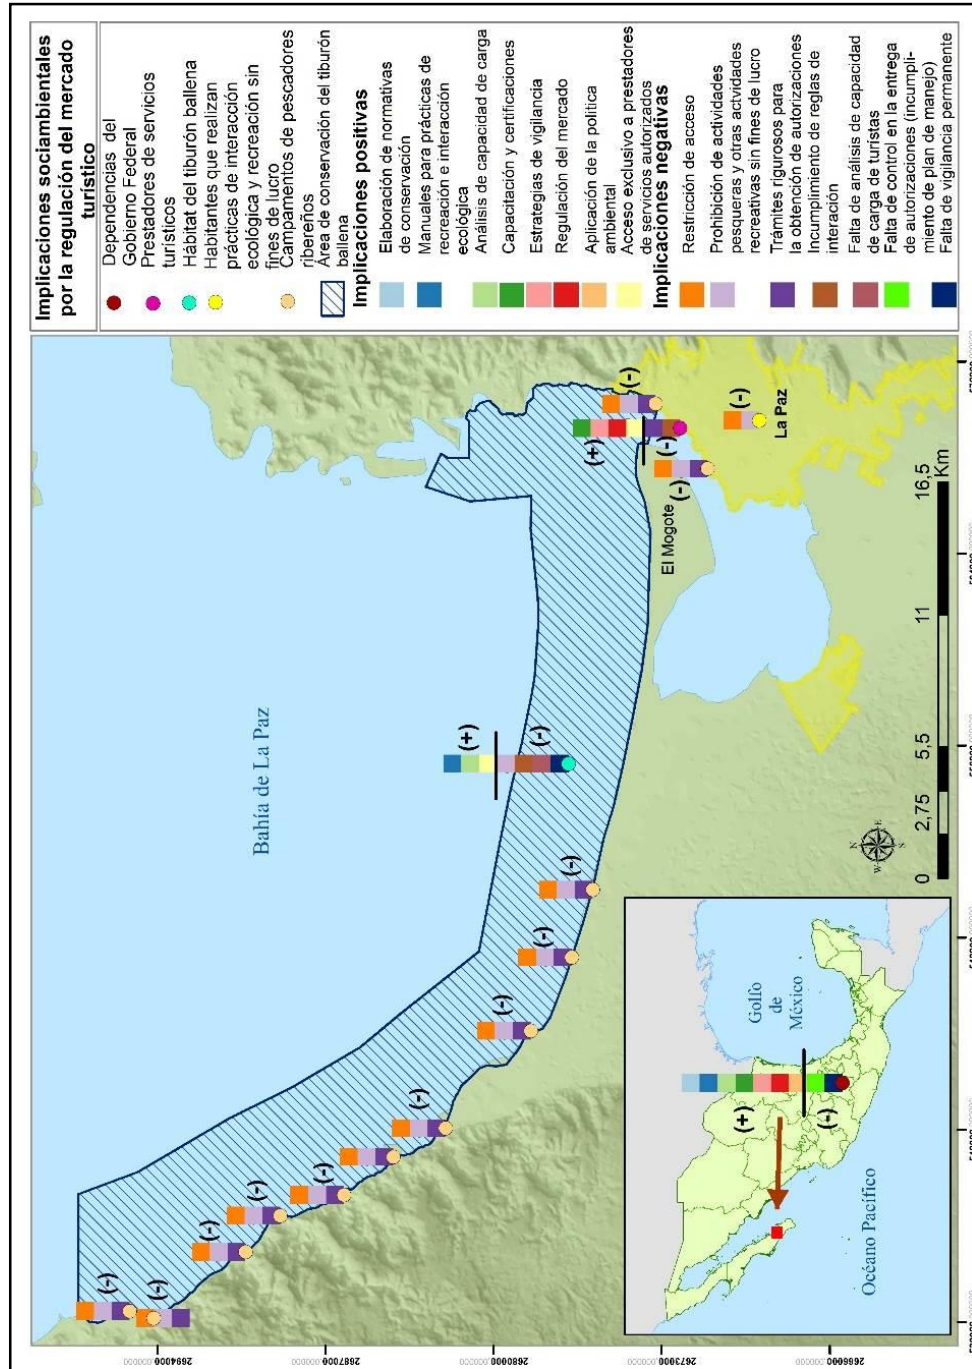 Implicaciones sociambientales
por la regulación del mercado
turístico
Dependencias del
Gobierno Federal
Prestadores de servicios
turísticos
Hábitat del tiburón ballena
Habitantes que realizan
prácticas de interacción
ecológica y recreación sin
fines de lucro
Campamentos de pescadores
ribereños
Área de conservación del tiburón
ballena
Implicaciones positivas
Elaboración de normativas
de conservación
Manuales para prácticas de
recreación e interacción
ecológica
Análisis de capacidad de carga
Capacitación y certificaciones
Estrategias de vigilancia
Regulación del mercado
Aplicación de la política
ambiental
Acceso exclusivo a prestadores
de servicios autorizados
Implicaciones negativas
Restricción de acceso
Prohibición de actividades
pesqueras y otras actvidades
recreativas sin fines de lucro
Trámites rigurosos para
la obtención de autorizaciones
Incumplimiento de reglas de
interación
Falta de análisis de capacidad
de carga de turistas
Falta de control en la entrega
de autorizaciones (incumpli-
miento de plan de manejo)
Falta de vigilancia permanente
Bahía de La Paz
(+)
(-)
(+)
(-)
(-)
(-)
(-)
El Mogote
La Paz
(-)
(-)
(-)
(-)
(-)
(-)
(-)
(-)
N
E
S
W
0 2,75 5,5 11 16,5
Km
Golfo
de
México
Océano Pacífico
(+)
(-)